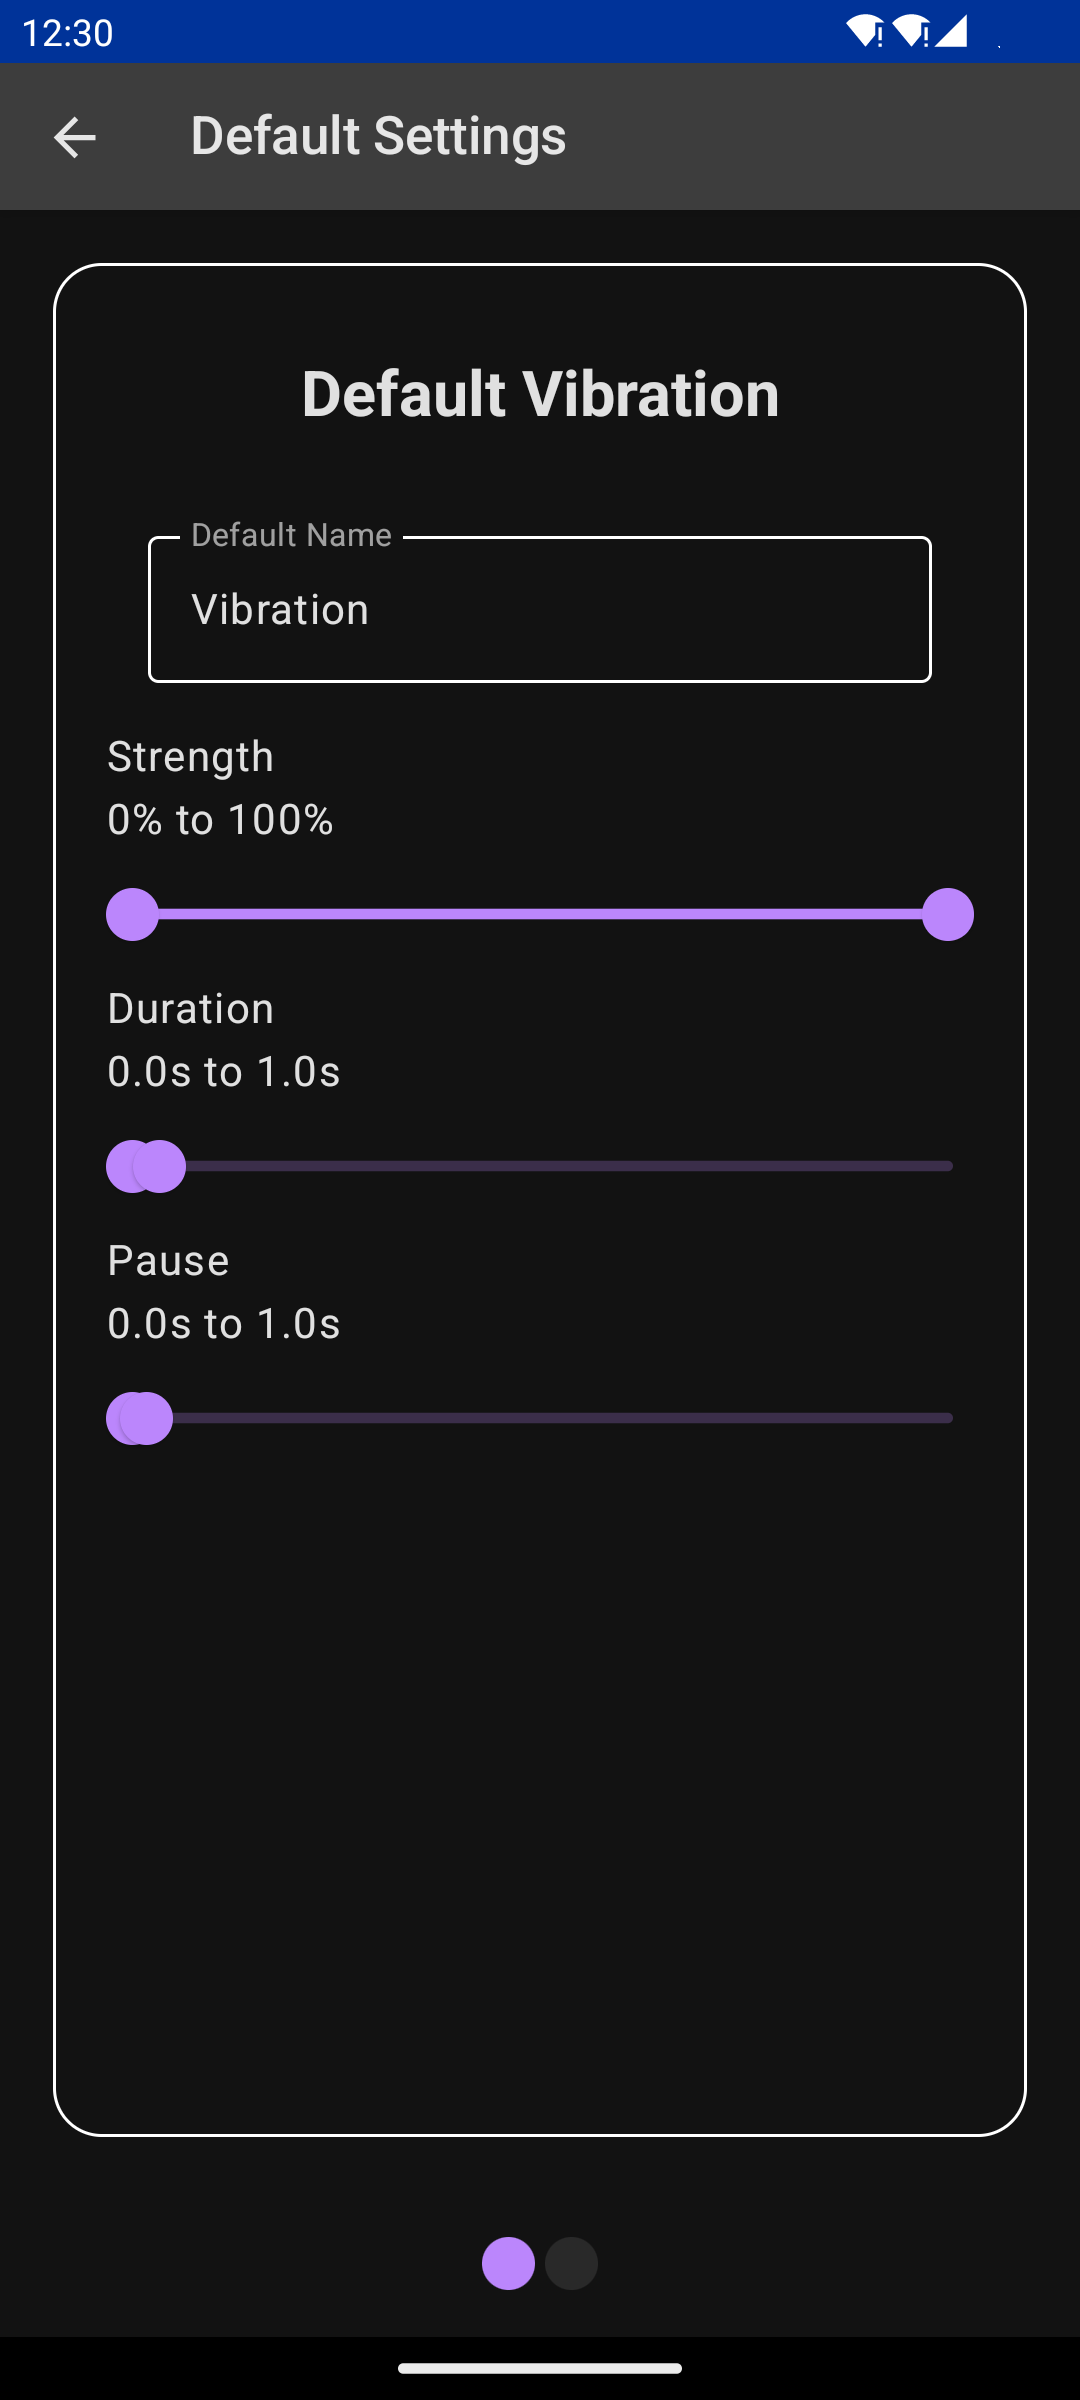 12:30
Default Settings
Default Vibration
Default Name
Vibration
Strength
0% to 100%
Duration
0.0s to 1.0s
Pause
0.0s to 1.0s